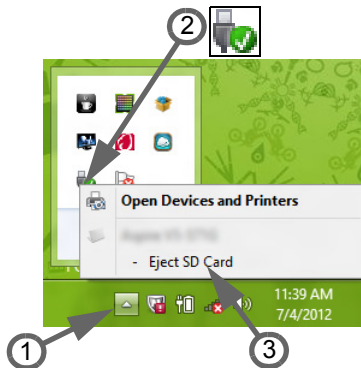 2
Open Devices and Printers
- Eject SD Card
11:39 AM
7/4/2012
1
3